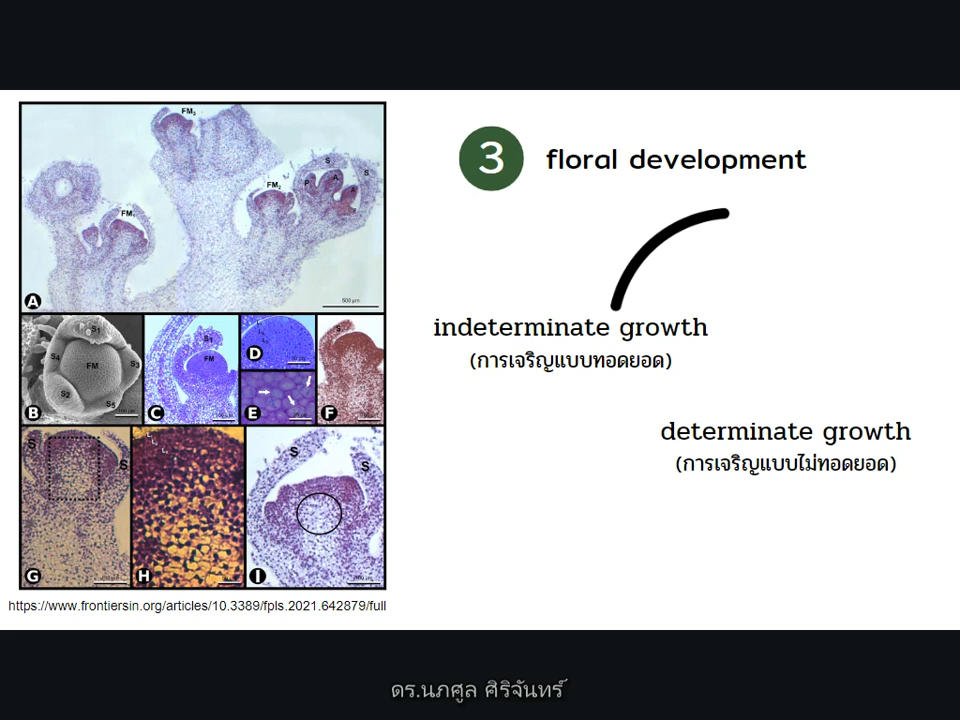 FM₃
S
S
FM₂
P
A
FM₁
500 µm
A
3 floral development
indeterminate growth
(การเจริญแบบทอดยอด)
determinate growth
(การเจริญแบบไม่ทอดยอด)
S₁
S₄
FM
S₃
S₂
S₅
B
S₁
FM
C
D
E
S
F
S
S
G
H
S
S
I
https://www.frontiersin.org/articles/10.3389/fpls.2021.642879/full
ดร.นภศูล ศิริจันทร์